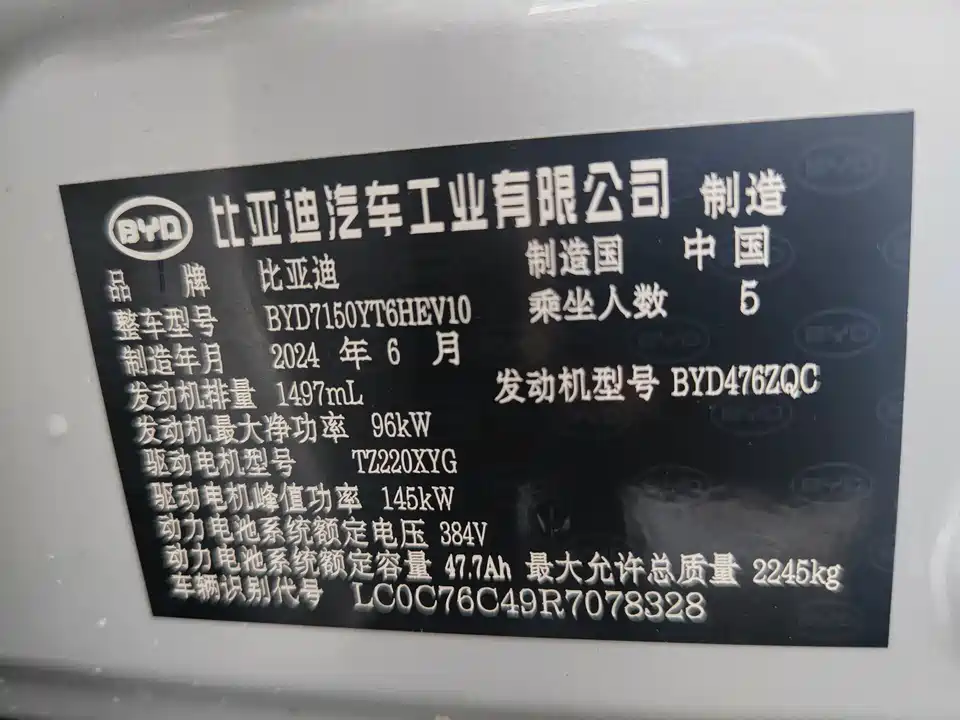 BYD 比亚迪汽车工业有限公司 制造
品牌 比亚迪 制造国 中国
整车型号 BYD7150YT6HEV10 乘坐人数 5
制造年月 2024 年 6 月
发动机排量 1497mL 发动机型号 BYD476ZQC
发动机最大净功率 96kW
驱动电机型号 TZ220XYG
驱动电机峰值功率 145kW
动力电池系统额定电压 384V
动力电池系统额定容量 47.7Ah 最大允许总质量 2245kg
车辆识别代号 LC0C76C49R7078328